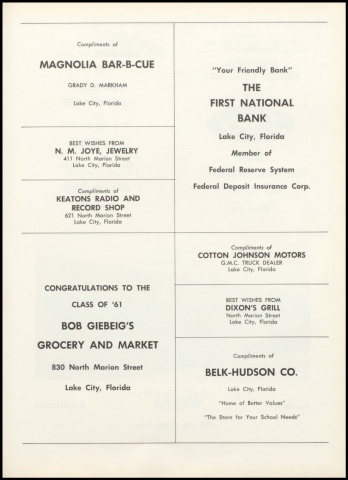 Compliments of
MAGNOLIA BAR-B-CUE
GRADY D. MARKHAM
Lake City, Florida
BEST WISHES FROM
N. M. JOYE, JEWELRY
411 North Marion Street
Lake City, Florida
Compliments of
KEATONS RADIO AND
RECORD SHOP
621 North Marion Street
Lake City, Florida
CONGRATULATIONS TO THE
CLASS OF '61
BOB GIEBEIG'S
GROCERY AND MARKET
830 North Marion Street
Lake City, Florida
"Your Friendly Bank"
THE
FIRST NATIONAL
BANK
Lake City, Florida
Member of
Federal Reserve System
Federal Deposit Insurance Corp.
Compliments of
COTTON JOHNSON MOTORS
G.M.C. TRUCK DEALER
Lake City, Florida
BEST WISHES FROM
DIXON'S GRILL
North Marion Street
Lake City, Florida
Compliments of
BELK-HUDSON CO.
Lake City, Florida
"Home of Better Values"
"The Store for Your School Needs"